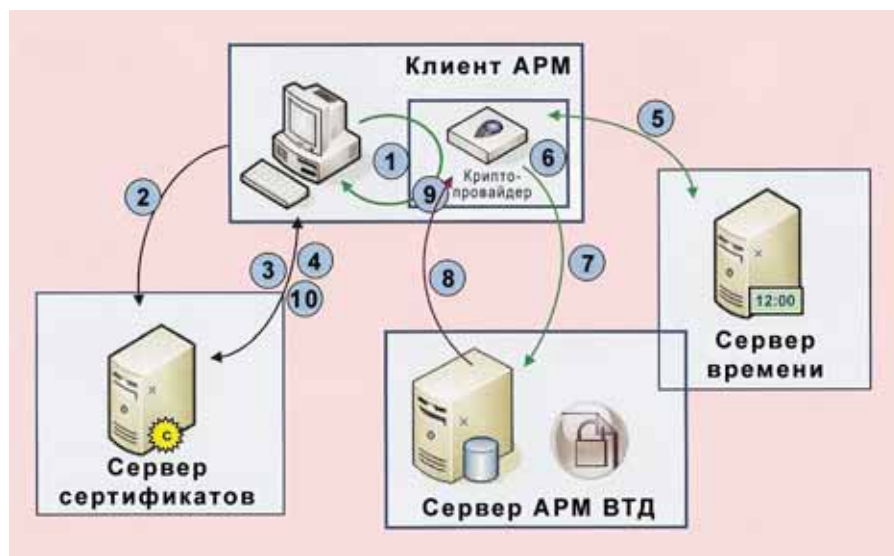 Клиент АРМ
5
1
6
Крипто-
провайдер
2
9
3
4
8
7
10
12:00
Сервер
времени
С
Сервер
сертификатов
Сервер АРМ ВТД